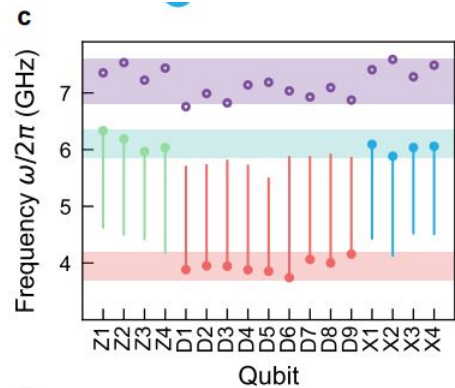 c
Frequency ω/2π (GHz)
7
6
5
4
Z1 Z2 Z3 Z4 D1 D2 D3 D4 D5 D6 D7 D8 D9 X1 X2 X3 X4
Qubit